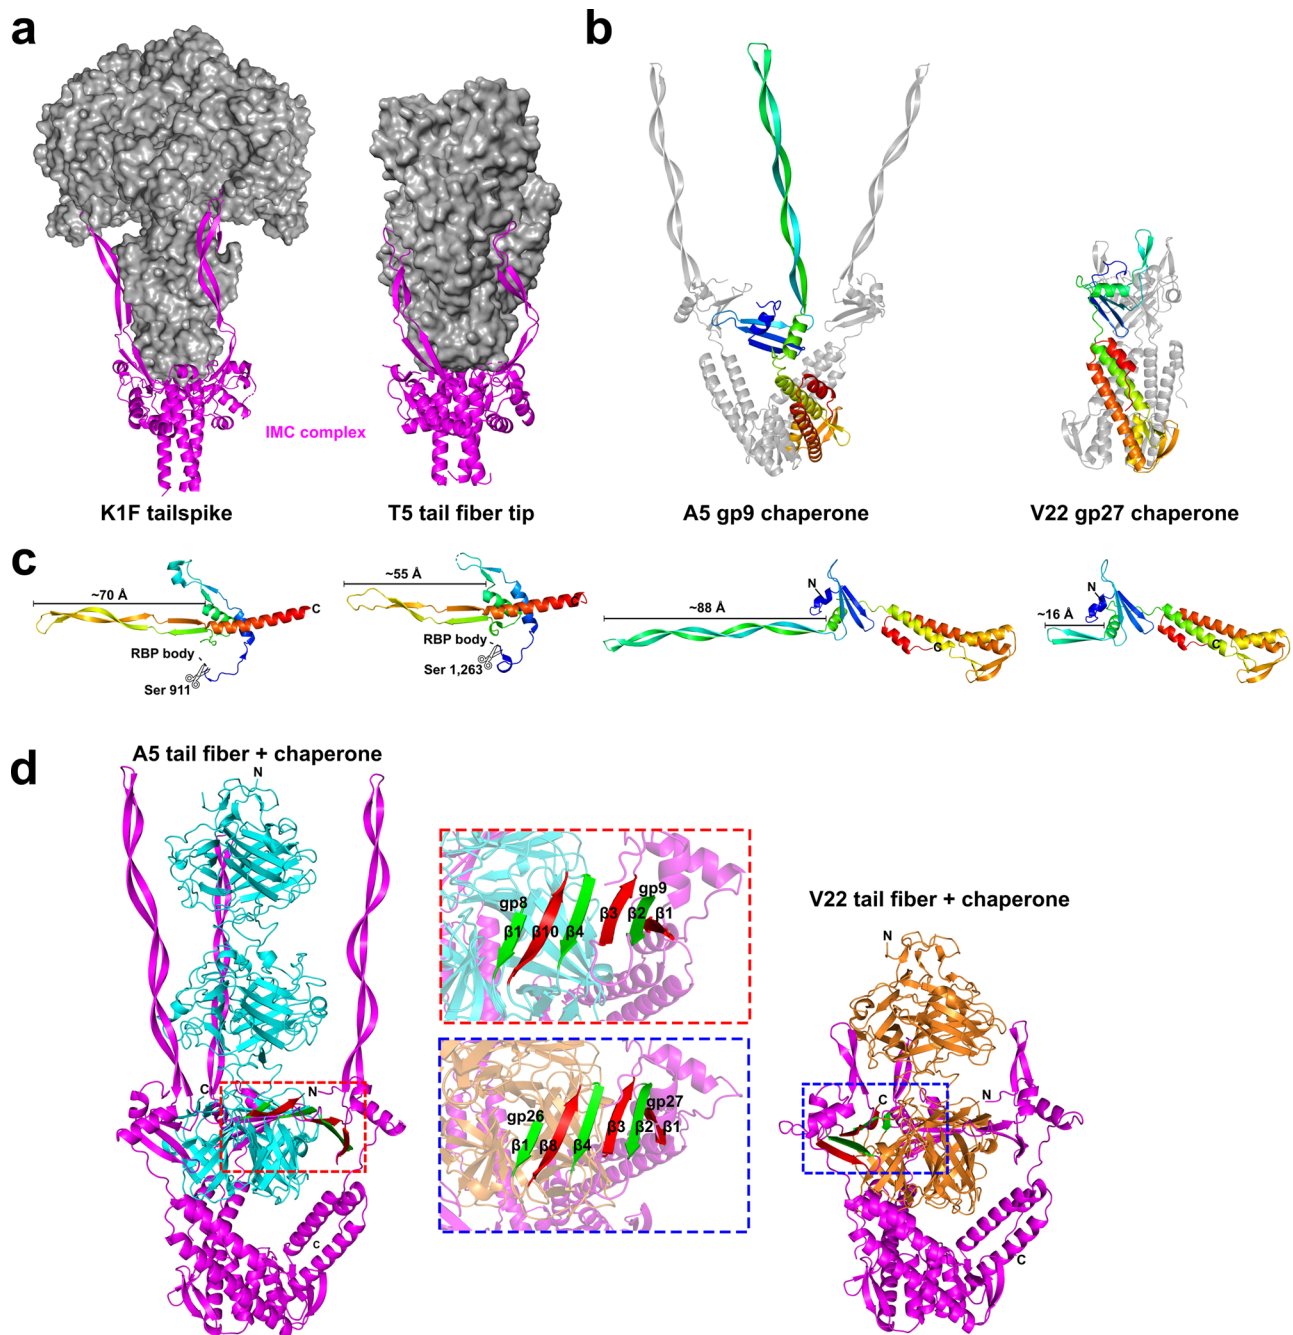 a
b
IMC complex
K1F tailspike
T5 tail fiber tip
A5 gp9 chaperone
V22 gp27 chaperone
c
~70 Å
C
RBP body
Ser 911
~55 Å
RBP body
Ser 1,263
~88 Å
N
C
~16 Å
N
C
d
A5 tail fiber + chaperone
N
C
N
C
gp8
β1
β10
β4
β3
gp9
β2
β1
gp26
β1
β8
β4
β3
gp27
β2
β1
V22 tail fiber + chaperone
N
C
N
C